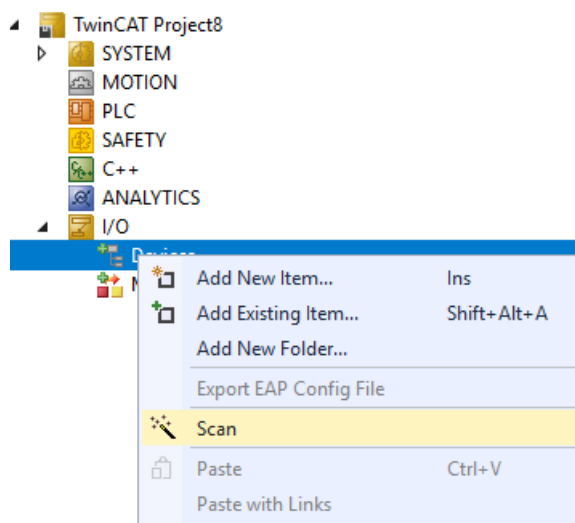 TwinCAT Project8
SYSTEM
MOTION
PLC
SAFETY
C++
ANALYTICS
I/O
Devices
Add New Item... Ins
Add Existing Item... Shift+Alt+A
Add New Folder...
Export EAP Config File
Scan
Paste Ctrl+V
Paste with Links